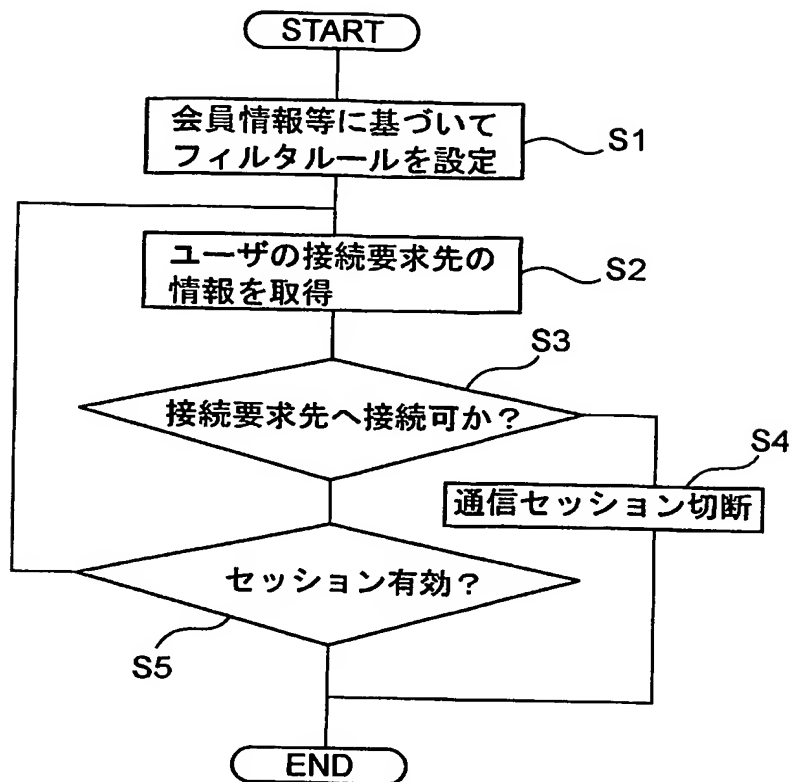 START
会員情報等に基づいて
フィルタルールを設定
S1
ユーザの接続要求先の
情報を取得
S2
S3
接続要求先へ接続可か？
S4
通信セッション切断
セッション有効？
S5
END